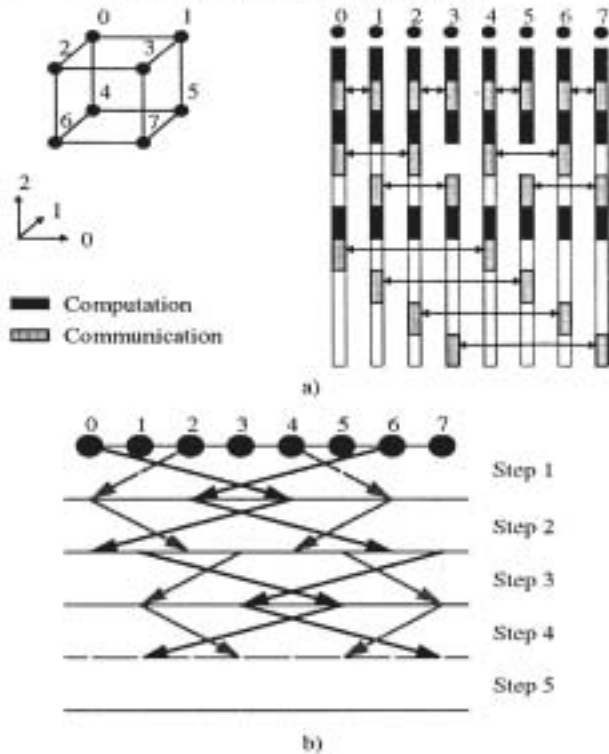 0 1
2 3
4 5
6 7
2
1
0
Computation
Communication
0 1 2 3 4 5 6 7
a)
0 1 2 3 4 5 6 7
Step 1
Step 2
Step 3
Step 4
Step 5
b)